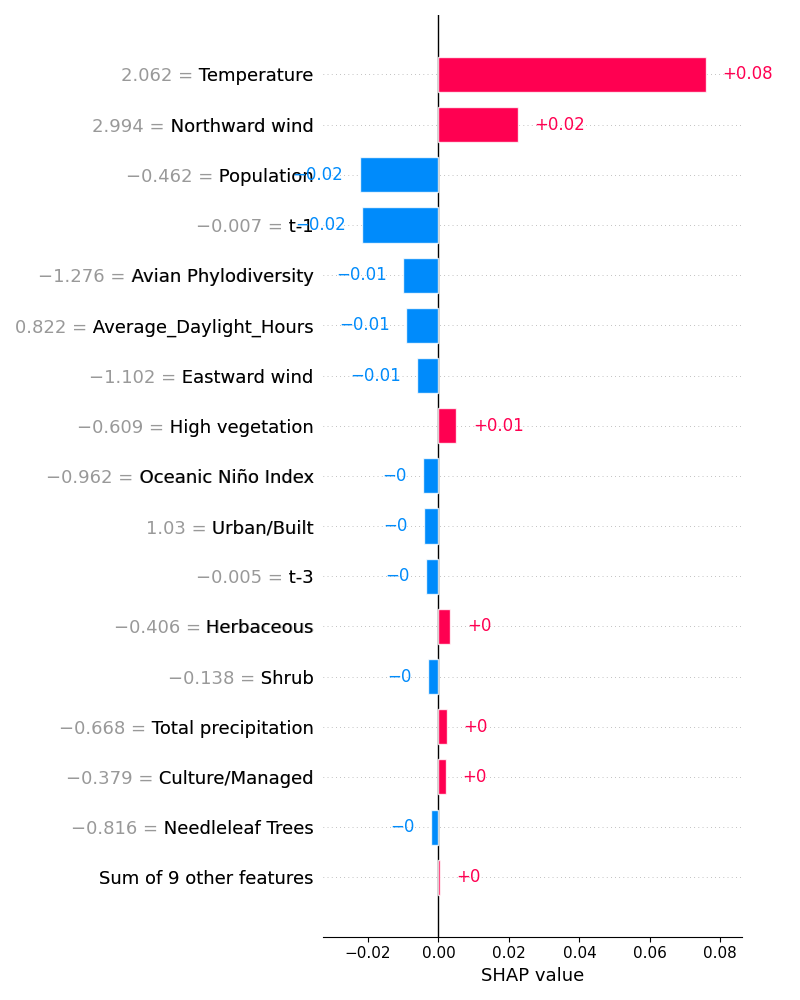 2.062 = Temperature +0.08
2.994 = Northward wind +0.02
−0.462 = Population −0.02
−0.007 = t-1 −0.02
−1.276 = Avian Phylodiversity −0.01
0.822 = Average_Daylight_Hours −0.01
−1.102 = Eastward wind −0.01
−0.609 = High vegetation +0.01
−0.962 = Oceanic Niño Index −0
1.03 = Urban/Built −0
−0.005 = t-3 −0
−0.406 = Herbaceous +0
−0.138 = Shrub −0
−0.668 = Total precipitation +0
−0.379 = Culture/Managed +0
−0.816 = Needleleaf Trees −0
Sum of 9 other features +0
−0.02 0.00 0.02 0.04 0.06 0.08
SHAP value